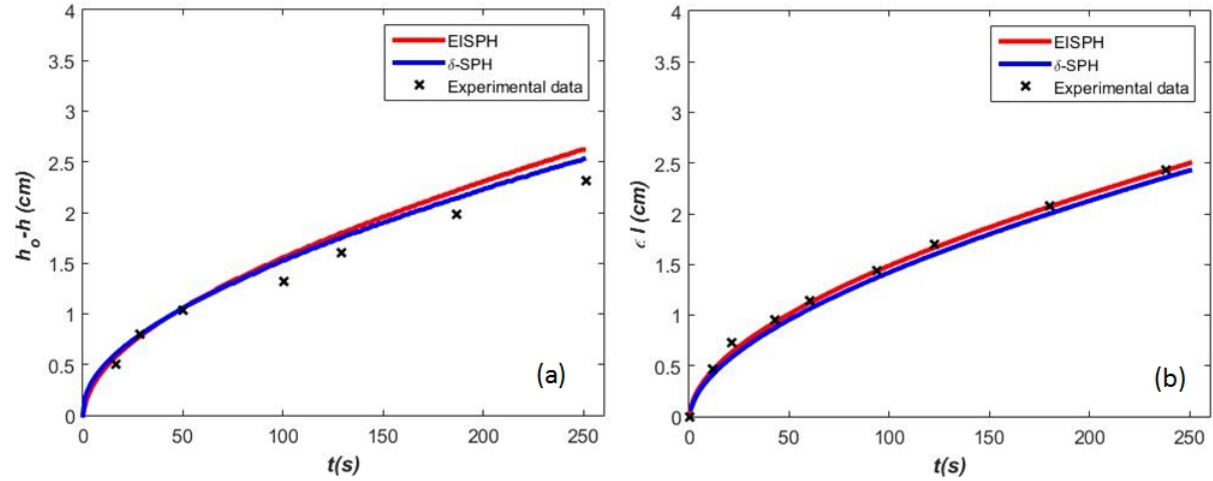 4
3.5
3
2.5
2
1.5
1
0.5
0
0 50 100 150 200 250
h_o-h (cm)
t(s)
EISPH
δ-SPH
Experimental data
(a)
4
3.5
3
2.5
2
1.5
1
0.5
0
0 50 100 150 200 250
ϵ l (cm)
t(s)
EISPH
δ-SPH
Experimental data
(b)